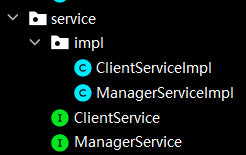 service
impl
C ClientServiceImpl
C ManagerServiceImpl
I ClientService
I ManagerService